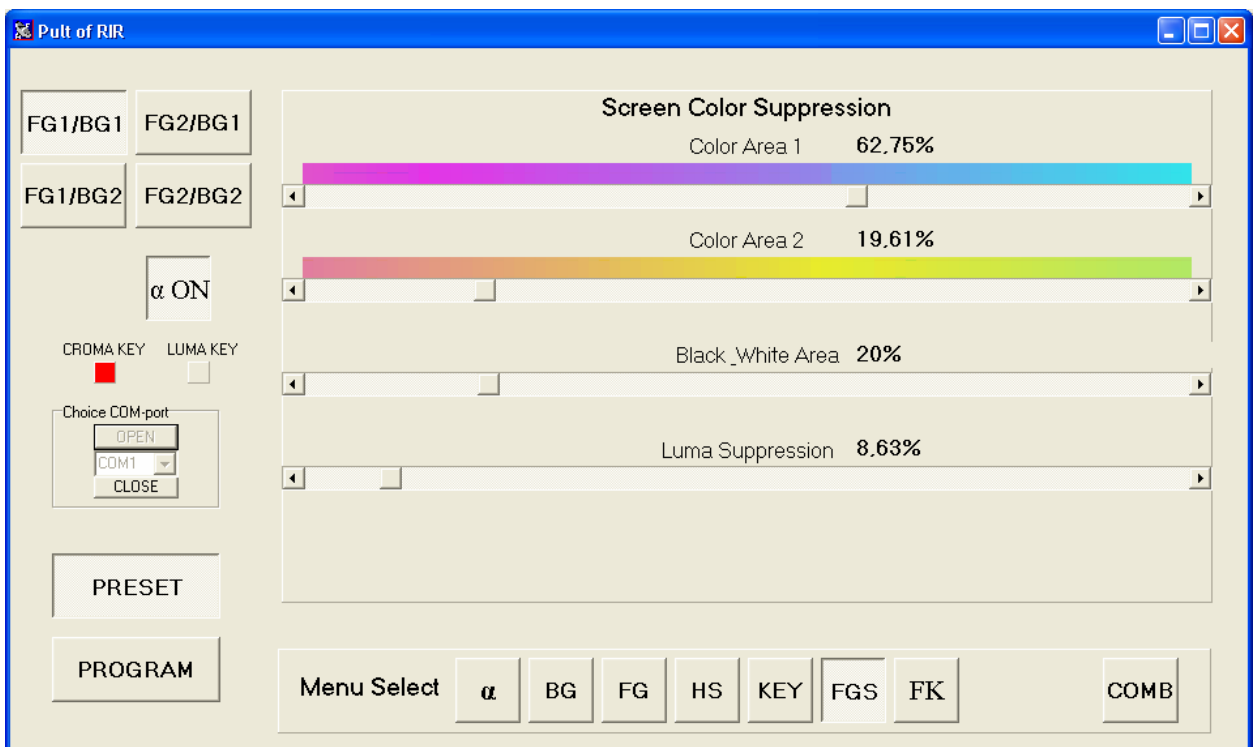 Pult of RIR
FG1/BG1 FG2/BG1
FG1/BG2 FG2/BG2
α ON
CROMA KEY LUMA KEY
Choice COM-port
OPEN
COM1
CLOSE
PRESET
PROGRAM
Screen Color Suppression
Color Area 1 62,75%
Color Area 2 19,61%
Black_White Area 20%
Luma Suppression 8,63%
Menu Select α BG FG HS KEY FGS FK COMB